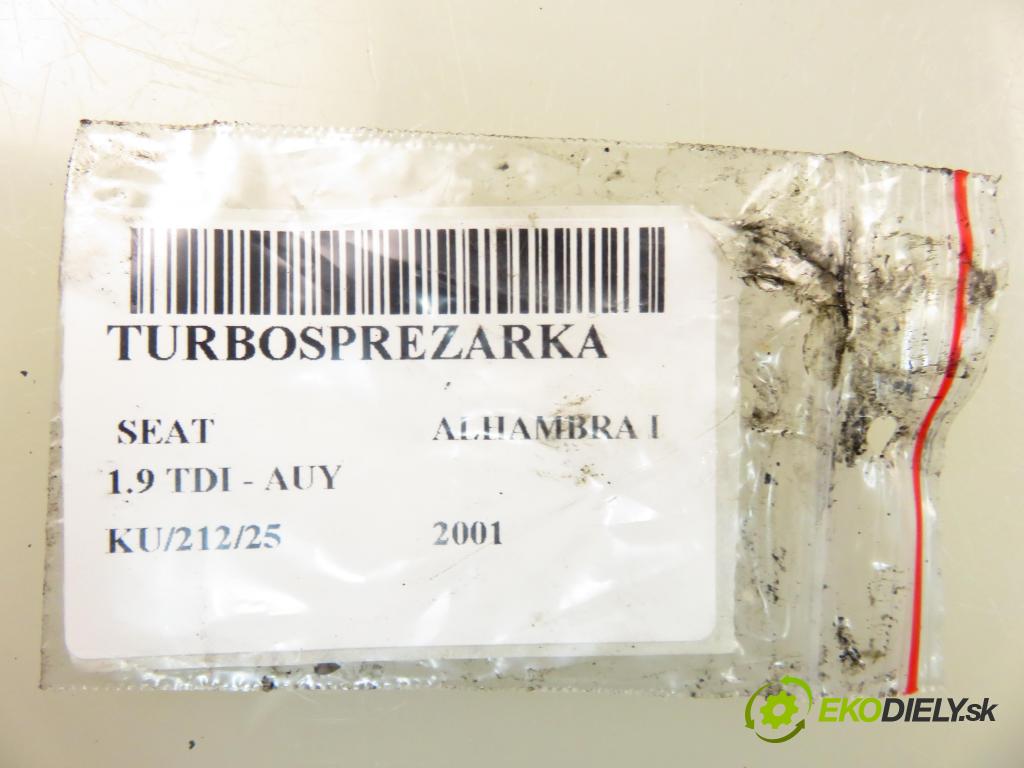 TURBOSPREZARKA
SEAT ALHAMBRA I
1.9 TDI - AUY
KU/212/25 2001
EKODIELY.sk